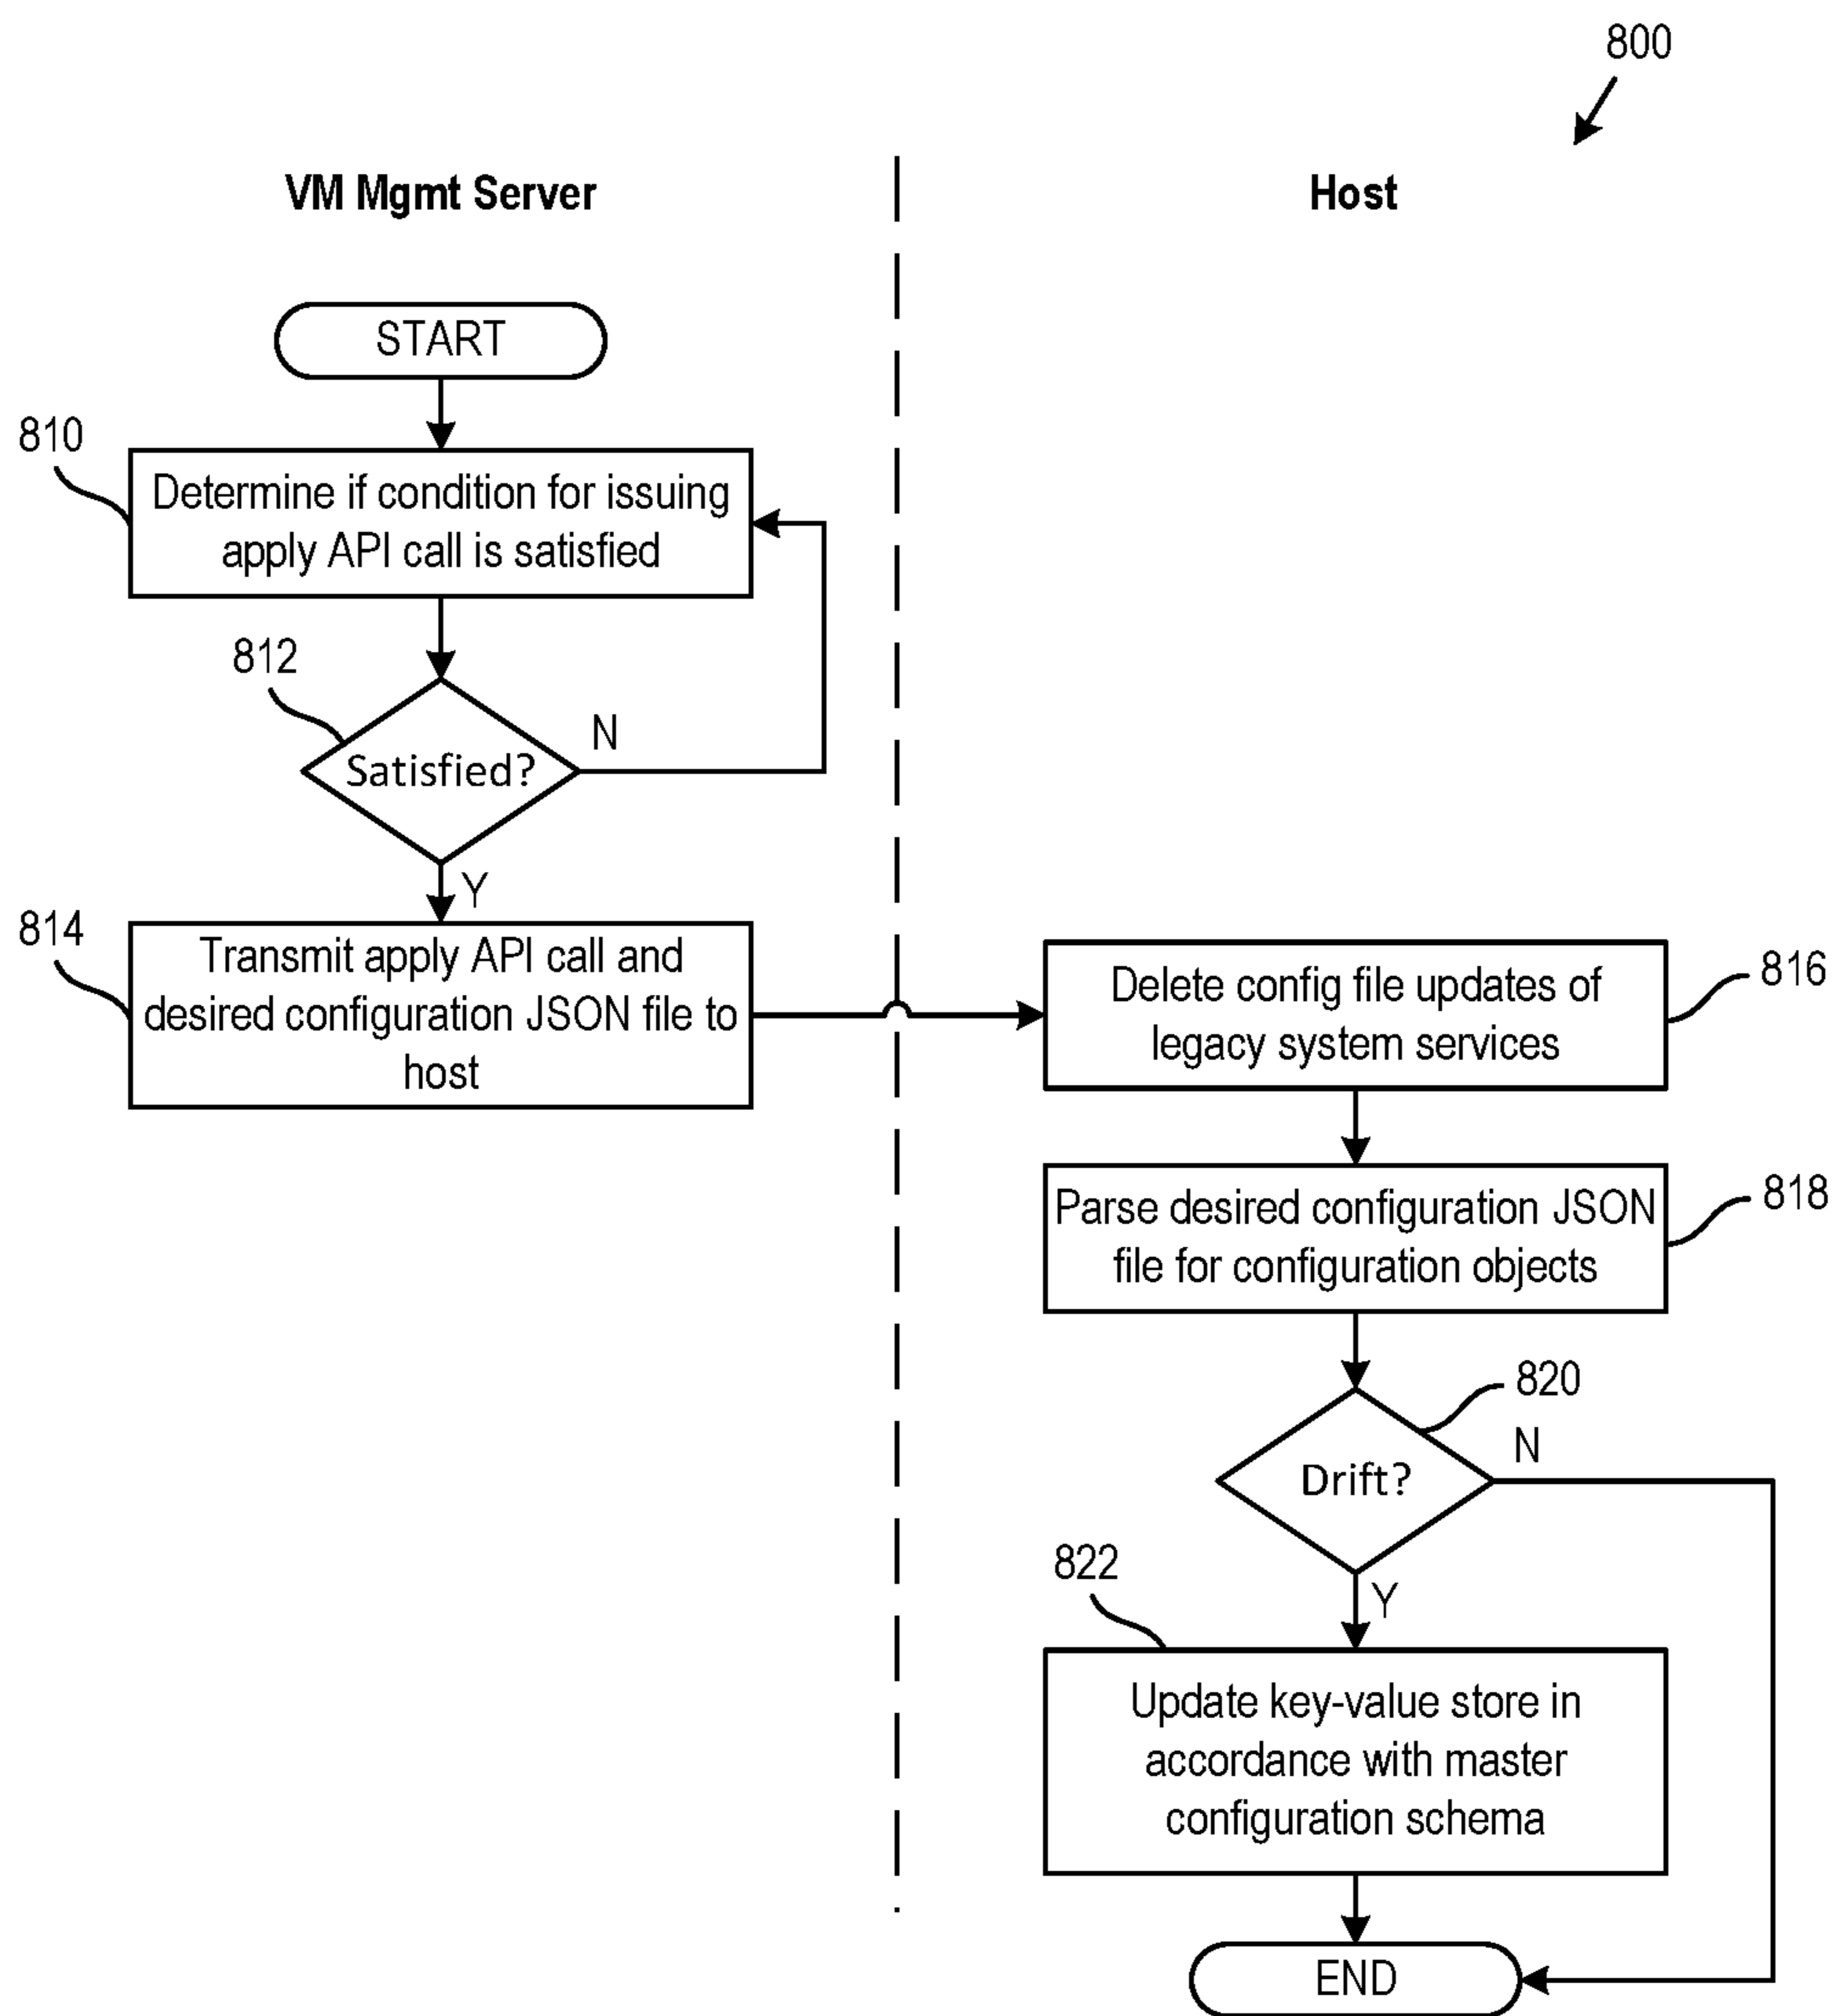 800
VM Mgmt Server
Host
START
810
Determine if condition for issuing
apply API call is satisfied
812
Satisfied?
N
Y
814
Transmit apply API call and
desired configuration JSON file to
host
816
Delete config file updates of
legacy system services
818
Parse desired configuration JSON
file for configuration objects
820
Drift?
N
Y
822
Update key-value store in
accordance with master
configuration schema
END